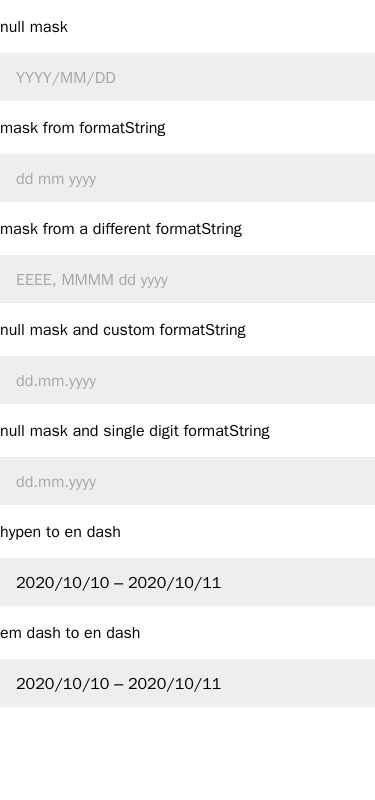 null mask
YYYY/MM/DD
mask from formatString
dd mm yyyy
mask from a different formatString
EEEE, MMMM dd yyyy
null mask and custom formatString
dd.mm.yyyy
null mask and single digit formatString
dd.mm.yyyy
hypen to en dash
2020/10/10 – 2020/10/11
em dash to en dash
2020/10/10 – 2020/10/11